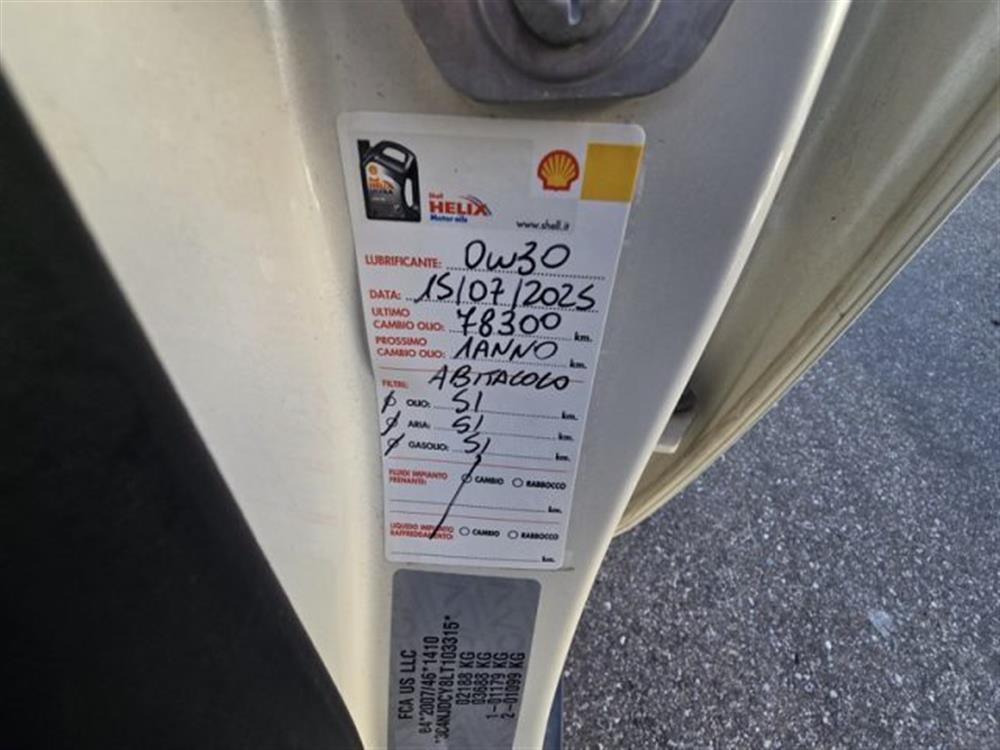 Shell
HELIX
Motor oils
www.shell.it
LUBRIFICANTE: 0W30
DATA: 15/07/2025
ULTIMO
CAMBIO OLIO: 78300 km.
PROSSIMO
CAMBIO OLIO: 1ANNO km.
FILTRI: ABITACOLO
OLIO: SI km.
ARIA: SI km.
GASOLIO: SI km.
FLUIDI IMPIANTO
FRENANTE: CAMBIO RABBOCCO
km.
LIQUIDO IMPIANTO
RAFFREDDAMENTO: CAMBIO RABBOCCO
km.
FCA US LLC
e4*2007/46*1410
*3C4NJDCY8LT103315*
02188 KG
03688 KG
1-01179 KG
2-01099 KG